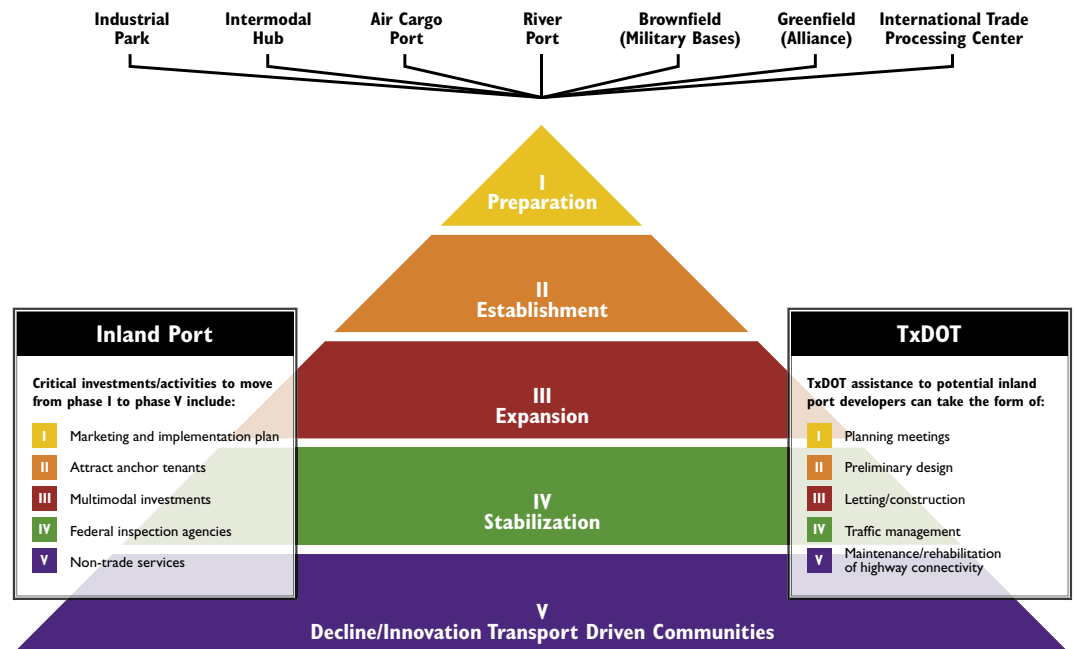 Industrial
Park
Intermodal
Hub
Air Cargo
Port
River
Port
Brownfield
(Military Bases)
Greenfield
(Alliance)
International Trade
Processing Center
I
Preparation
II
Establishment
III
Expansion
IV
Stabilization
V
Decline/Innovation Transport Driven Communities
Inland Port
Critical investments/activities to move
from phase I to phase V include:
I Marketing and implementation plan
II Attract anchor tenants
III Multimodal investments
IV Federal inspection agencies
V Non-trade services
TxDOT
TxDOT assistance to potential inland
port developers can take the form of:
I Planning meetings
II Preliminary design
III Letting/construction
IV Traffic management
V Maintenance/rehabilitation
of highway connectivity